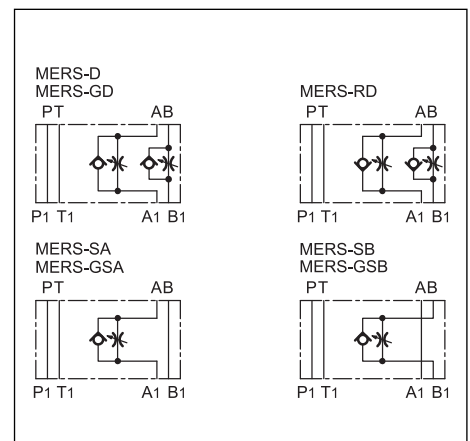 MERS-D
MERS-GD
PT AB
P1 T1 A1 B1
MERS-RD
PT AB
P1 T1 A1 B1
MERS-SA
MERS-GSA
PT AB
P1 T1 A1 B1
MERS-SB
MERS-GSB
PT AB
P1 T1 A1 B1